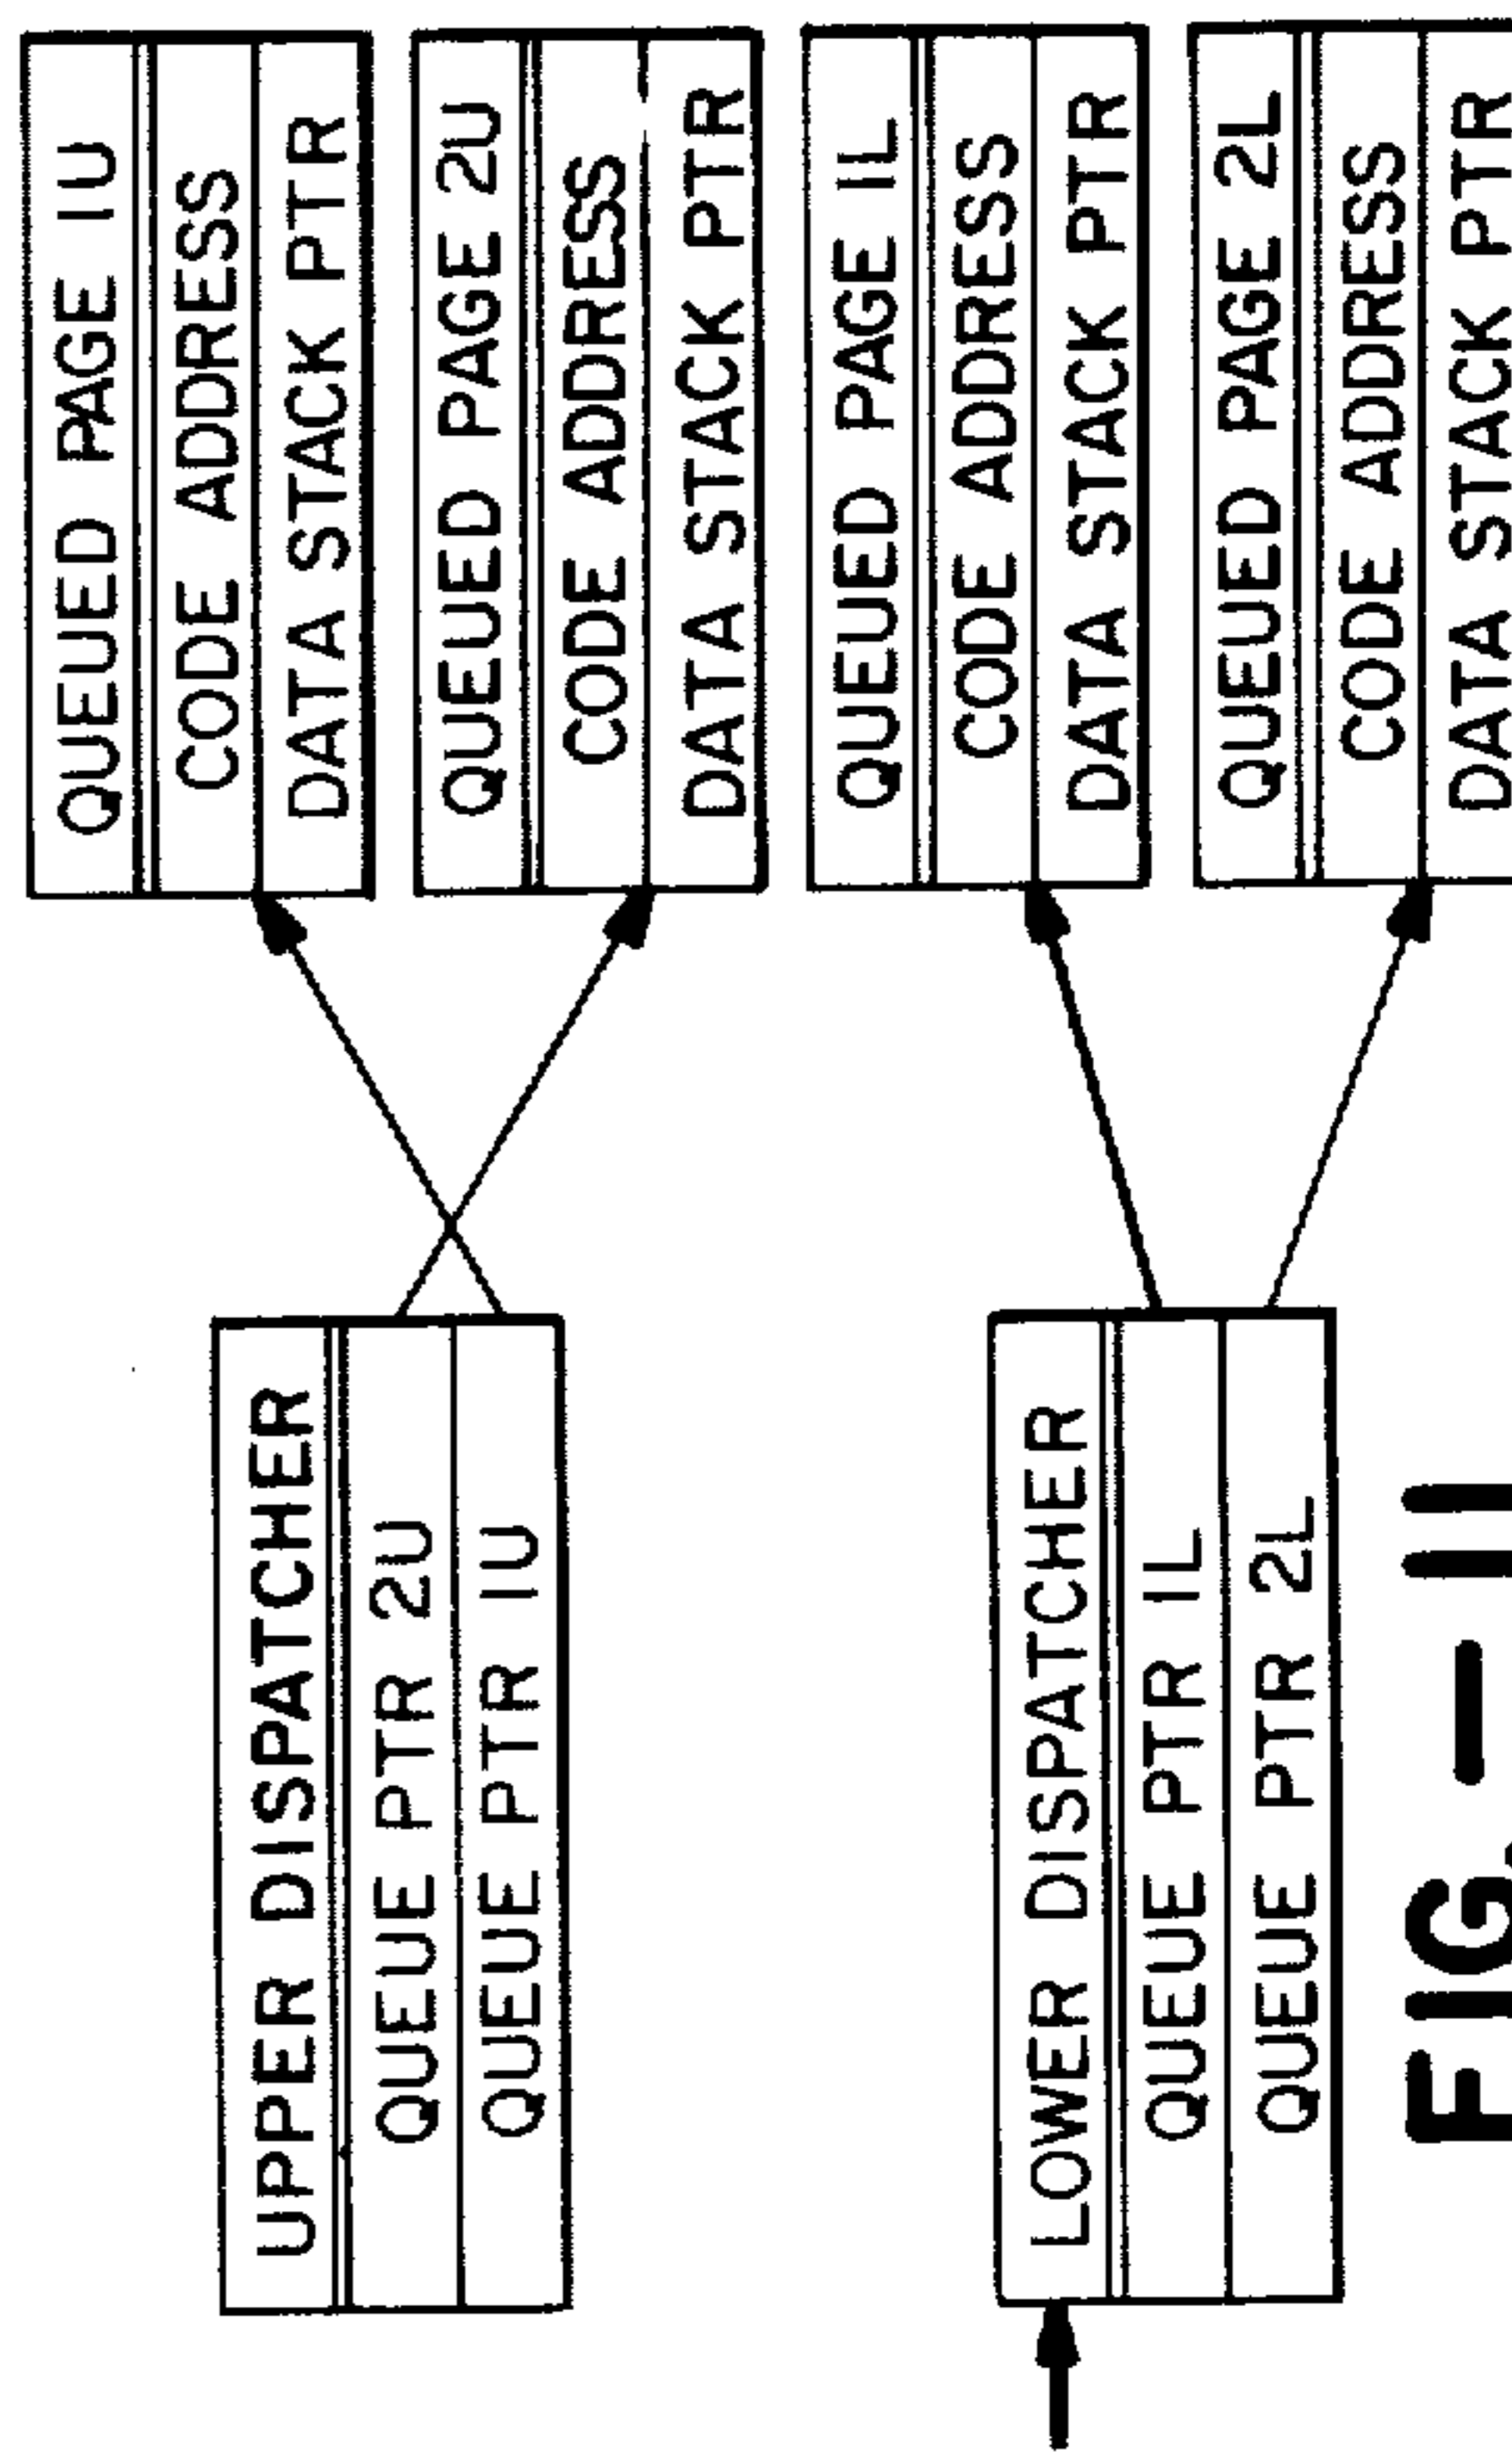 QUEUED PAGE 1U
CODE ADDRESS
DATA STACK PTR
QUEUED PAGE 2U
CODE ADDRESS
DATA STACK PTR
QUEUED PAGE 1L
CODE ADDRESS
DATA STACK PTR
QUEUED PAGE 2L
CODE ADDRESS
DATA STACK PTR
UPPER DISPATCHER
QUEUE PTR 2U
QUEUE PTR 1U
LOWER DISPATCHER
QUEUE PTR 1L
QUEUE PTR 2L
FIG. - 11